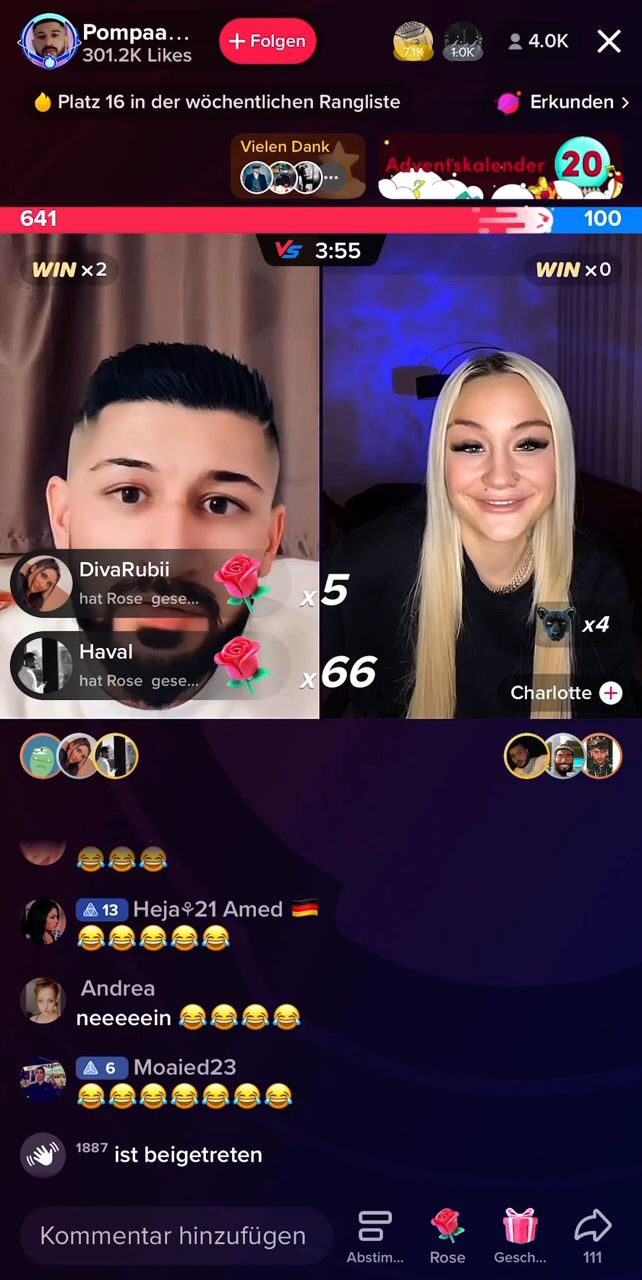 Pompaa...
301.2K Likes
+ Folgen
7.1K
1.0K
4.0K
Platz 16 in der wöchentlichen Rangliste
Erkunden >
Vielen Dank
Adventskalender 20
641
100
VS 3:55
WIN x2
WIN x0
DivaRubii
hat Rose gese...
x5
Haval
hat Rose gese...
x66
x4
Charlotte
😂😂😂
13 Heja⚘21 Amed 🇩🇪
😂😂😂😂😂
Andrea
neeeeein 😂😂😂😂
6 Moaied23
😂😂😂😂😂😂😂
1887 ist beigetreten
Kommentar hinzufügen
Abstim...
Rose
Gesch...
111